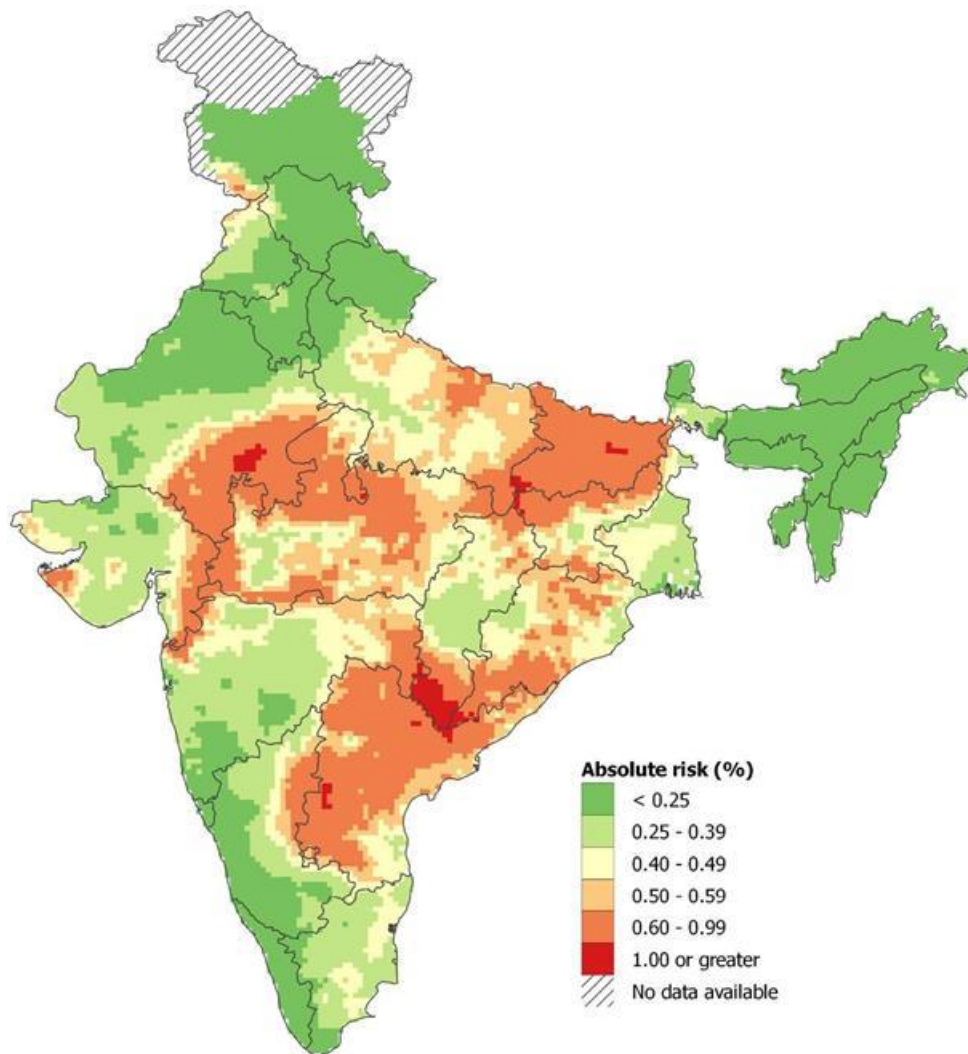 Absolute risk (%)
< 0.25
0.25 - 0.39
0.40 - 0.49
0.50 - 0.59
0.60 - 0.99
1.00 or greater
No data available